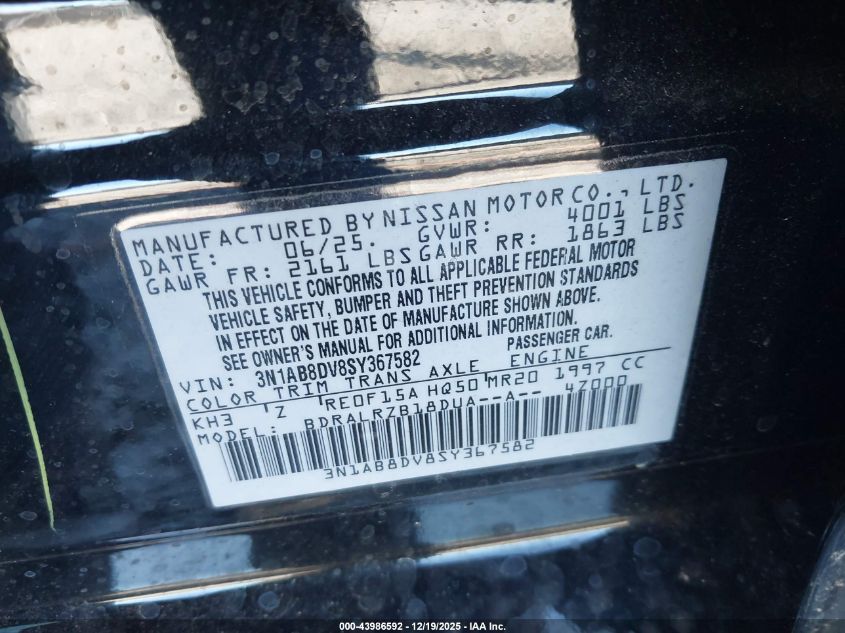 MANUFACTURED BY NISSAN MOTOR CO., LTD.
DATE: 06/25. GVWR: 4001 LBS
GAWR FR: 2161 LBS GAWR RR: 1863 LBS
THIS VEHICLE CONFORMS TO ALL APPLICABLE FEDERAL MOTOR
VEHICLE SAFETY, BUMPER AND THEFT PREVENTION STANDARDS
IN EFFECT ON THE DATE OF MANUFACTURE SHOWN ABOVE.
SEE OWNER'S MANUAL FOR ADDITIONAL INFORMATION.
VIN: 3N1AB8DV8SY367582 PASSENGER CAR.
COLOR TRIM TRANS AXLE ENGINE
KH3 'Z RE0F15A HQ50 MR20 1997 CC
MODEL: BDRALRZB18DUA--A-- 4Z000
3N1AB8DV8SY367582
000-43986592 - 12/19/2025 - IAA Inc.